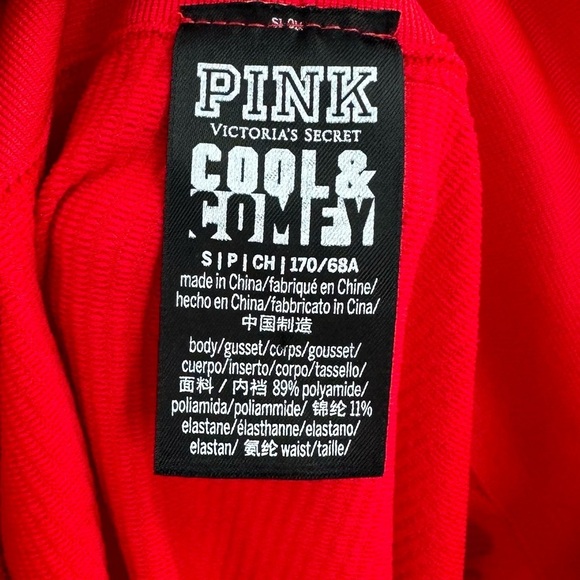 PINK
VICTORIA'S SECRET
COOL&
COMFY
S | P | CH | 170/68A
made in China/fabriqué en Chine/
hecho en China/fabbricato in Cina/
中国制造
body/gusset/corps/gousset/
cuerpo/inserto/corpo/tassello/
面料 / 内裆 89% polyamide/
poliamida/poliammide/ 锦纶 11%
elastane/élasthanne/elastano/
elastan/ 氨纶 waist/taille/